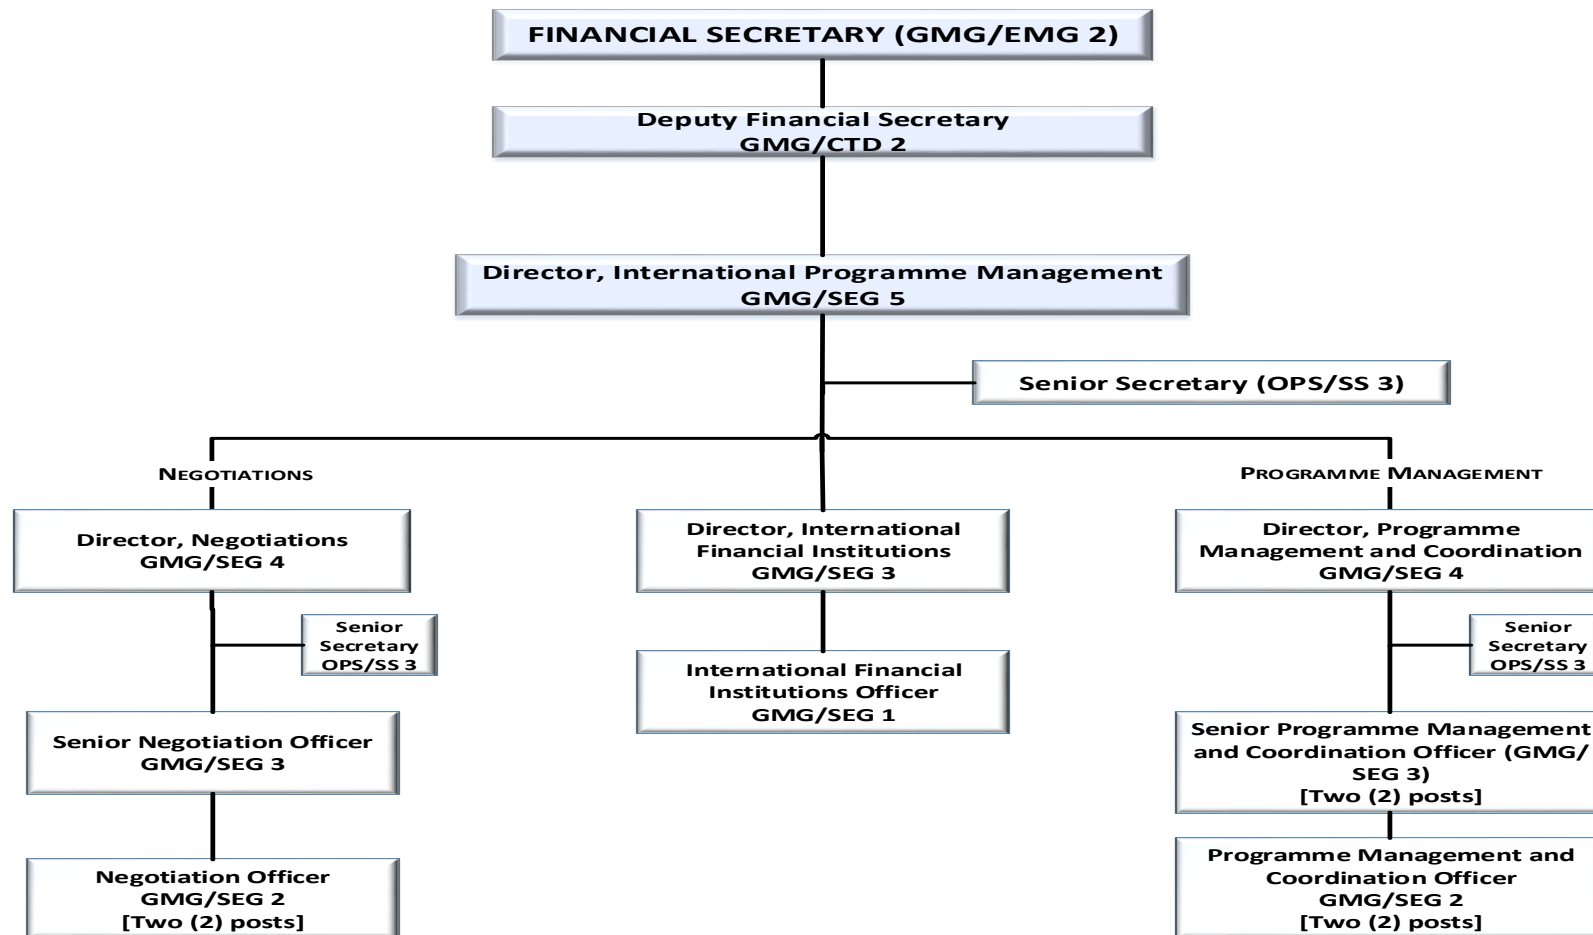 FINANCIAL SECRETARY (GMG/EMG 2)
Deputy Financial Secretary
GMG/CTD 2
Director, International Programme Management
GMG/SEG 5
Senior Secretary (OPS/SS 3)
NEGOTIATIONS
PROGRAMME MANAGEMENT
Director, Negotiations
GMG/SEG 4
Director, International
Financial Institutions
GMG/SEG 3
Director, Programme
Management and Coordination
GMG/SEG 4
Senior
Secretary
OPS/SS 3
Senior
Secretary
OPS/SS 3
International Financial
Institutions Officer
GMG/SEG 1
Senior Negotiation Officer
GMG/SEG 3
Senior Programme Management
and Coordination Officer (GMG/
SEG 3)
[Two (2) posts]
Negotiation Officer
GMG/SEG 2
[Two (2) posts]
Programme Management and
Coordination Officer
GMG/SEG 2
[Two (2) posts]